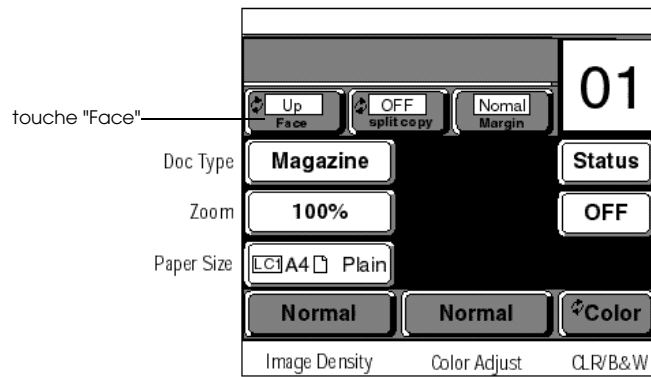 01
Up
OFF
Nomal
Face
split copy
Margin
touche "Face"
Doc Type
Magazine
Status
Zoom
100%
OFF
Paper Size
LC1 A4 Plain
Normal
Normal
Color
Image Density
Color Adjust
CLR/B&W